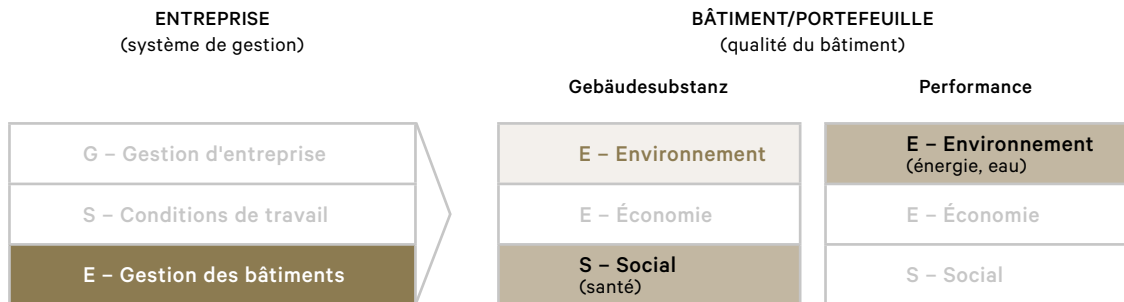 ENTREPRISE
(système de gestion)
BÂTIMENT/PORTEFEUILLE
(qualité du bâtiment)
Gebäudesubstanz
Performance
G – Gestion d'entreprise
S – Conditions de travail
E – Gestion des bâtiments
E – Environnement
E – Économie
S – Social
(santé)
E – Environnement
(énergie, eau)
E – Économie
S – Social